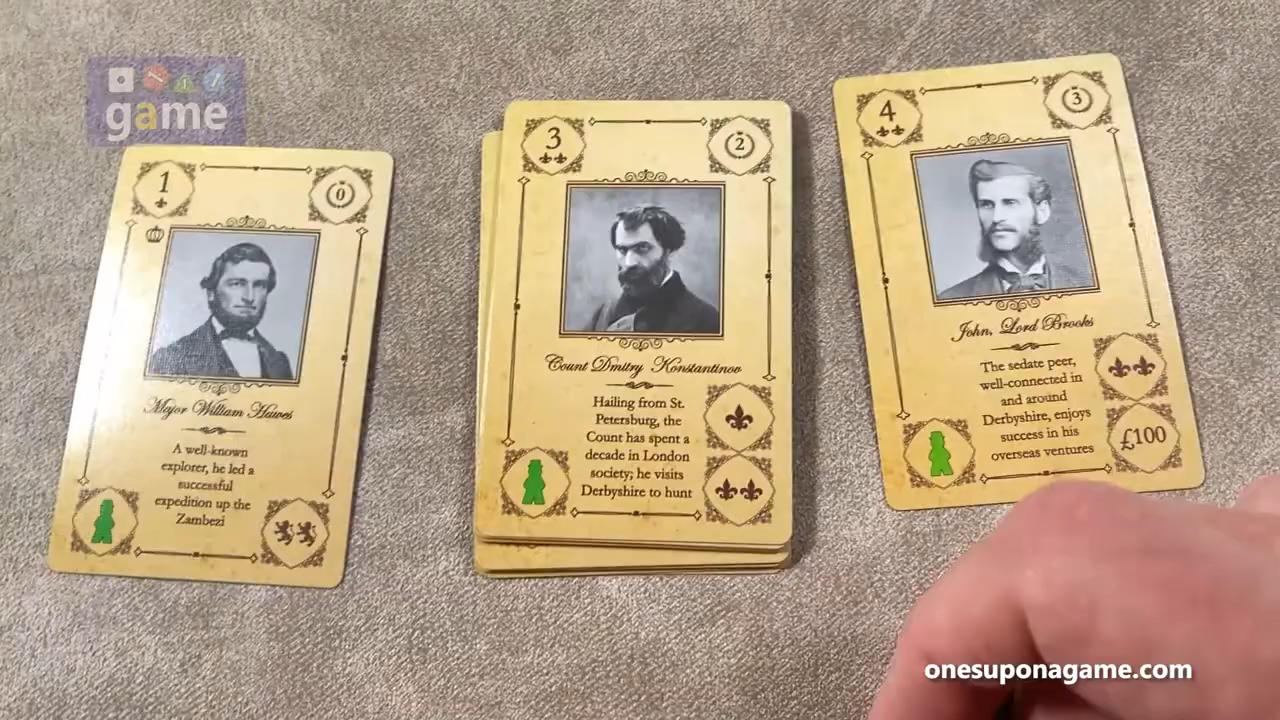 game
1
0
Major William Hawes
A well-known
explorer, he led a
successful
expedition up the
Zambezi
3
2
Count Dmitry Konstantinov
Hailing from St.
Petersburg, the
Count has spent a
decade in London
society; he visits
Derbyshire to hunt
4
3
John, Lord Brooks
The sedate peer,
well-connected in
and around
Derbyshire, enjoys
success in his
overseas ventures
£100
onesuponagame.com